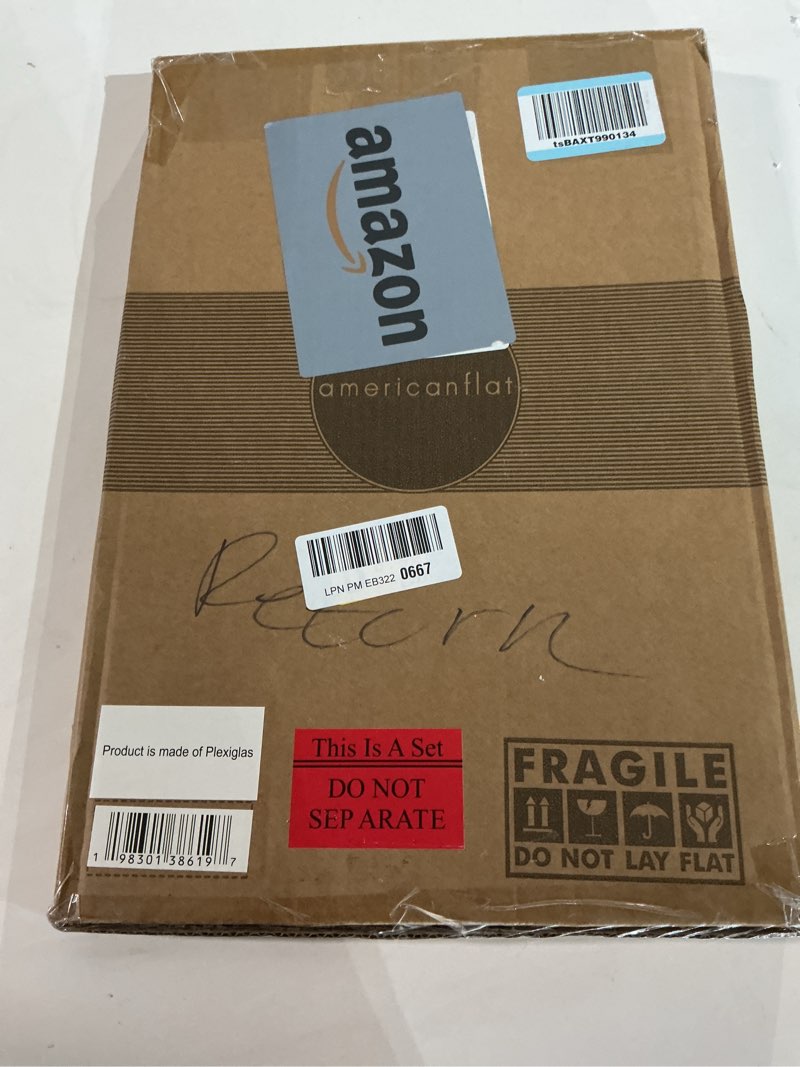 tsBAXT990134
amazon
americanflat
LPN PM EB322 0667
Return
Product is made of Plexiglas
This Is A Set
DO NOT
SEP ARATE
FRAGILE
DO NOT LAY FLAT
1 98301 38619 7